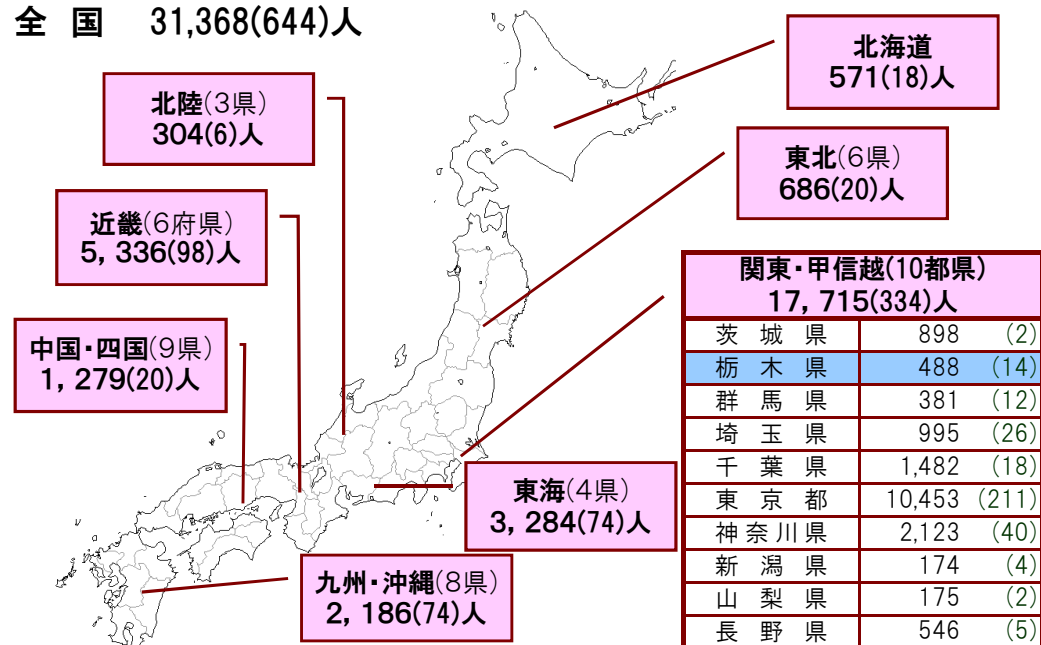 全 国 31,368(644)人
北海道
571(18)人
北陸(3県)
304(6)人
東北(6県)
686(20)人
近畿(6府県)
5,336(98)人
関東・甲信越(10都県)
17,715(334)人
茨城県 898 (2)
栃木県 488 (14)
群馬県 381 (12)
埼玉県 995 (26)
千葉県 1,482 (18)
東京都 10,453 (211)
神奈川県 2,123 (40)
新潟県 174 (4)
山梨県 175 (2)
長野県 546 (5)
中国・四国(9県)
1,279(20)人
東海(4県)
3,284(74)人
九州・沖縄(8県)
2,186(74)人